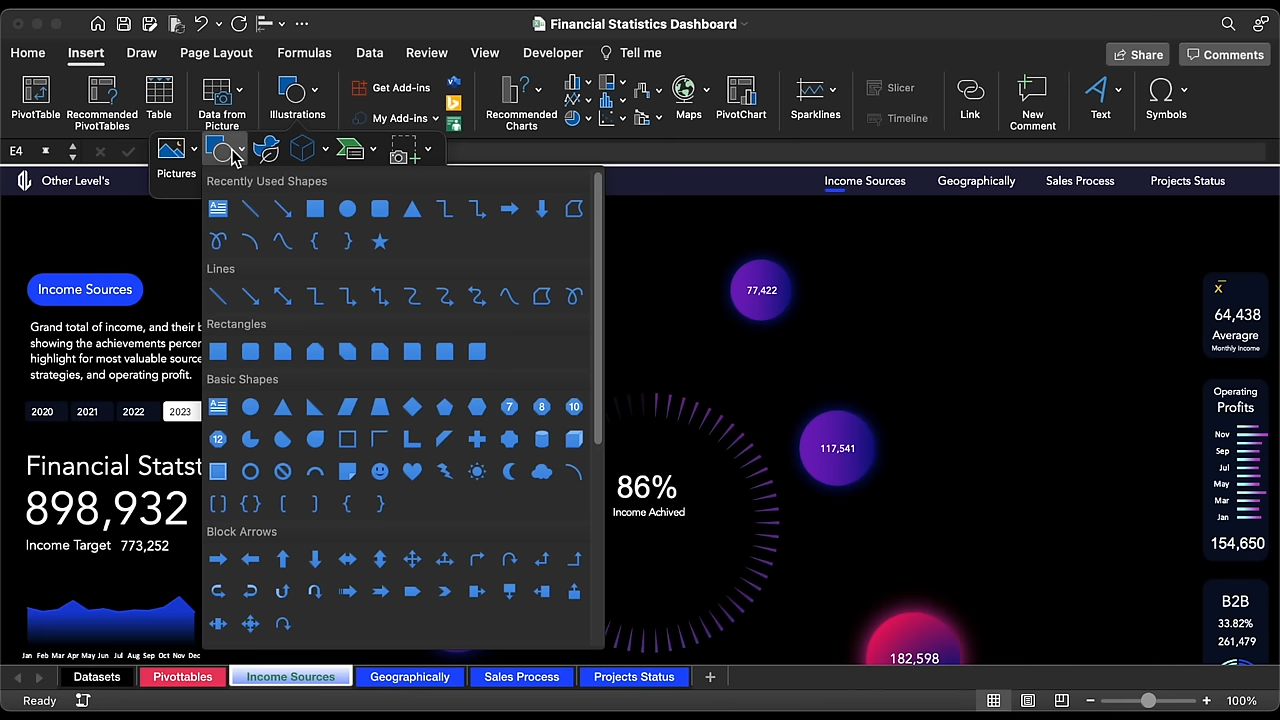 Financial Statistics Dashboard
Home Insert Draw Page Layout Formulas Data Review View Developer Tell me
Share Comments
PivotTable
Recommended
PivotTables
Table
Data from
Picture
Illustrations
Get Add-ins
My Add-ins
Recommended
Charts
Maps
PivotChart
Sparklines
Slicer
Timeline
Link
New
Comment
Text
Symbols
E4
Pictures
Other Level's
Income Sources Geographically Sales Process Projects Status
Recently Used Shapes
Lines
Rectangles
Basic Shapes
7 8 10
12
Block Arrows
Income Sources
Grand total of income, and their b
showing the achievements percer
highlight for most valuable source
strategies, and operating profit.
2020 2021 2022 2023
Financial Statst
898,932
Income Target 773,252
Jan Feb Mar Apr May Jun Jul Aug Sep Oct Nov Dec
77,422
117,541
86%
Income Achived
182,598
x
64,438
Averagre
Monthly Income
Operating
Profits
Nov
Sep
Jul
May
Mar
Jan
154,650
B2B
33.82%
261,479
Datasets Pivottables Income Sources Geographically Sales Process Projects Status
Ready
100%